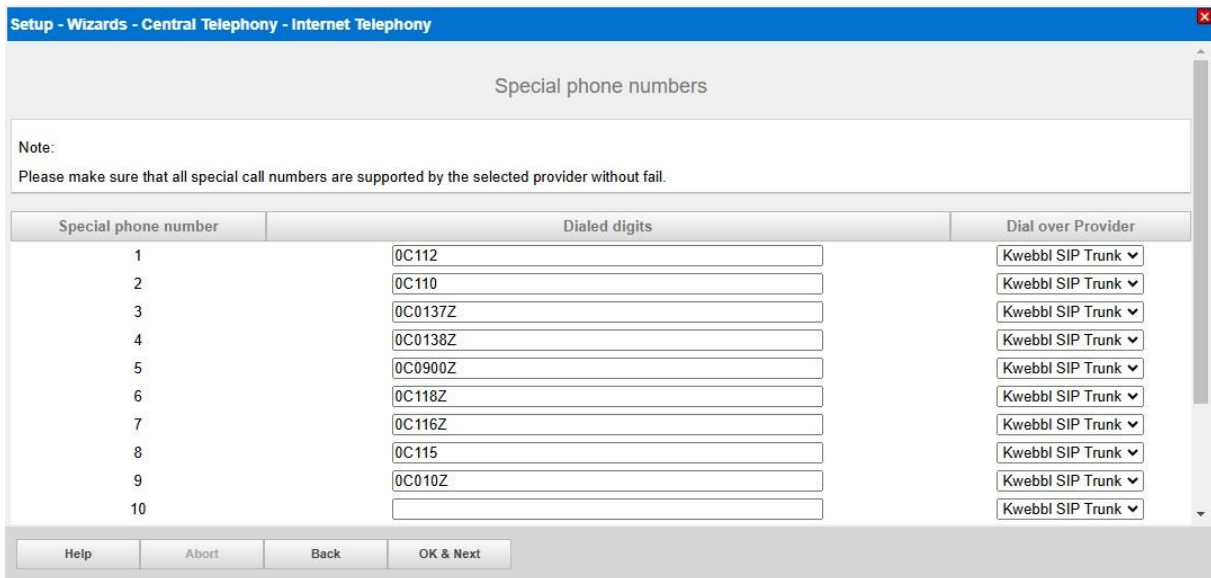 Setup - Wizards - Central Telephony - Internet Telephony
Special phone numbers
Note:
Please make sure that all special call numbers are supported by the selected provider without fail.
Special phone number Dialed digits Dial over Provider
1 0C112 Kwebbl SIP Trunk
2 0C110 Kwebbl SIP Trunk
3 0C0137Z Kwebbl SIP Trunk
4 0C0138Z Kwebbl SIP Trunk
5 0C0900Z Kwebbl SIP Trunk
6 0C118Z Kwebbl SIP Trunk
7 0C116Z Kwebbl SIP Trunk
8 0C115 Kwebbl SIP Trunk
9 0C010Z Kwebbl SIP Trunk
10 Kwebbl SIP Trunk
Help Abort Back OK & Next